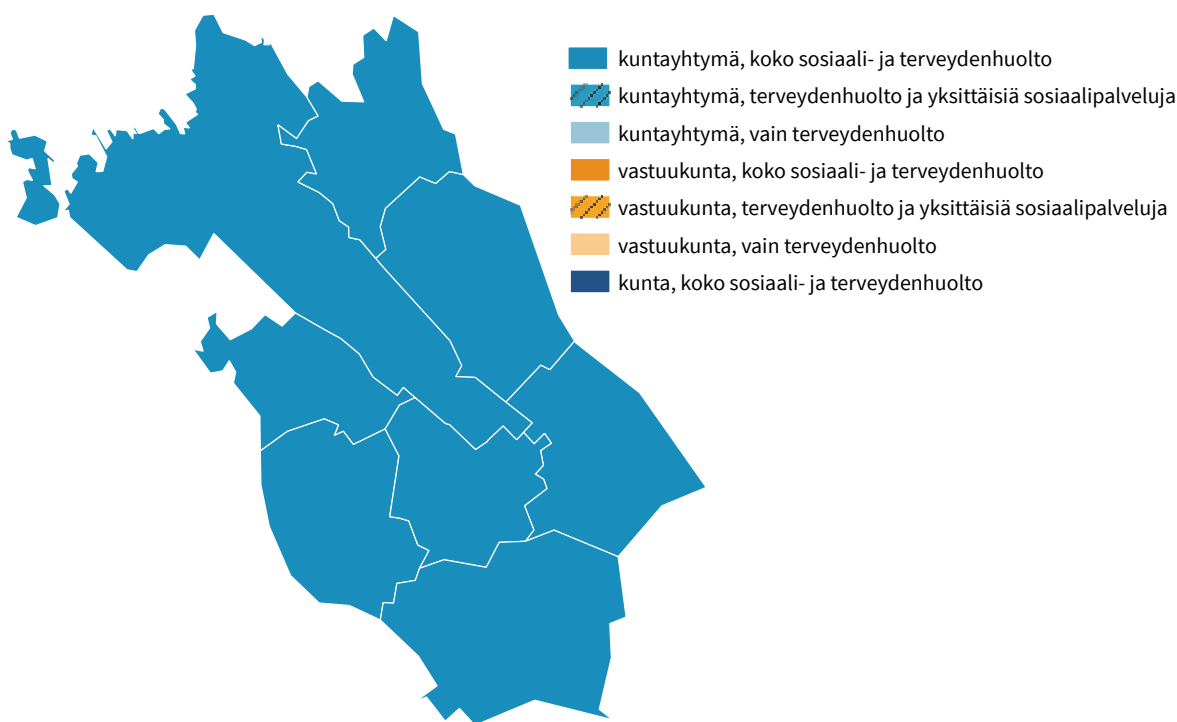 kuntayhtymä, koko sosiaali- ja terveydenhuolto
kuntayhtymä, terveydenhuolto ja yksittäisiä sosiaalipalveluja
kuntayhtymä, vain terveydenhuolto
vastuukunta, koko sosiaali- ja terveydenhuolto
vastuukunta, terveydenhuolto ja yksittäisiä sosiaalipalveluja
vastuukunta, vain terveydenhuolto
kunta, koko sosiaali- ja terveydenhuolto